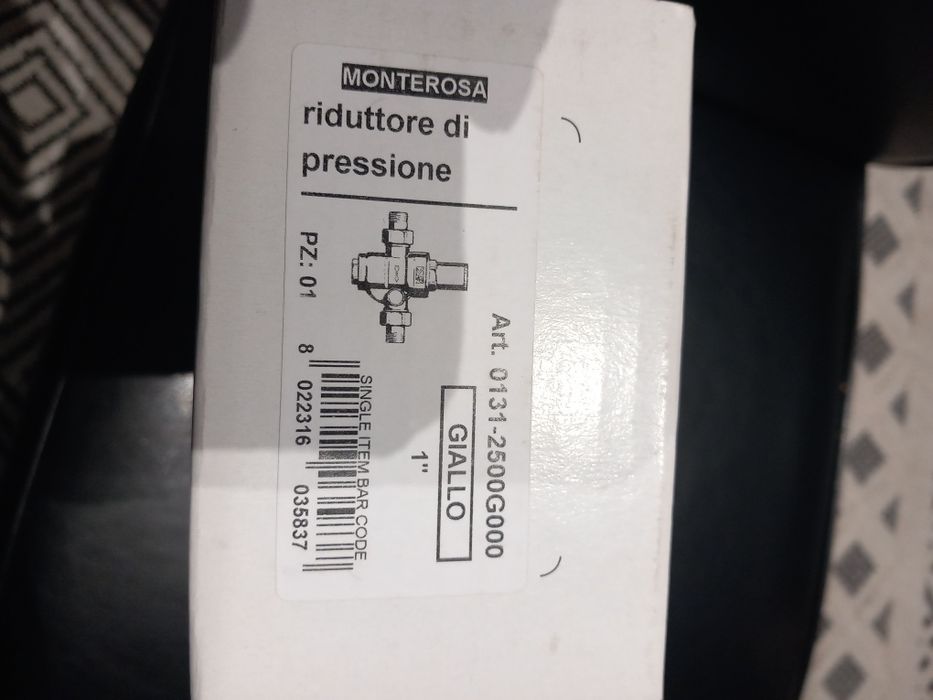 MONTEROSA
riduttore di
pressione
PZ: 01
Art. 0131-2500G000
GIALLO
1"
SINGLE ITEM BAR CODE
8 022316 035837